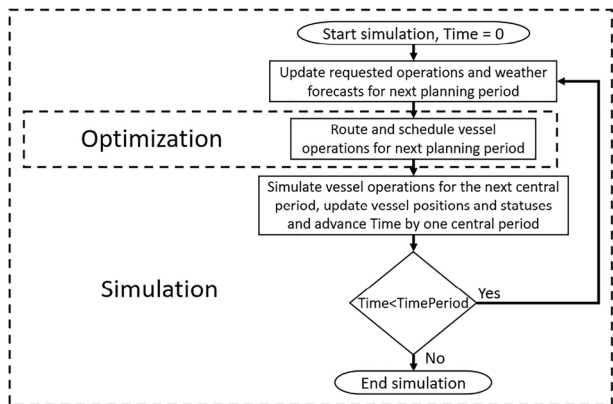 Start simulation, Time = 0
Update requested operations and weather
forecasts for next planning period
Optimization
Route and schedule vessel
operations for next planning period
Simulate vessel operations for the next central
period, update vessel positions and statuses
and advance Time by one central period
Simulation
Time<TimePeriod
Yes
No
End simulation